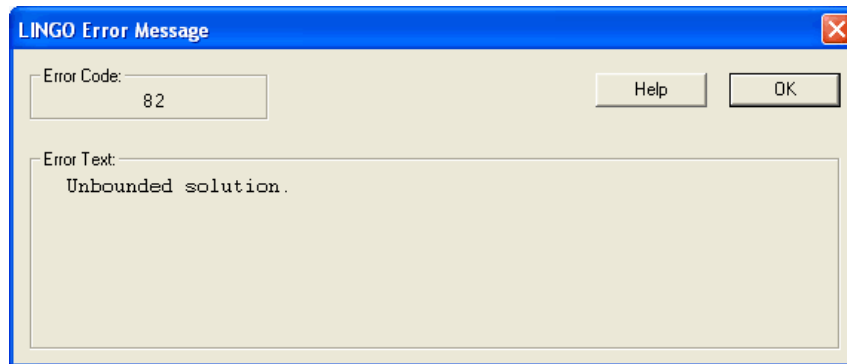 LINGO Error Message
Error Code:
82
Help
OK
Error Text:
Unbounded solution.